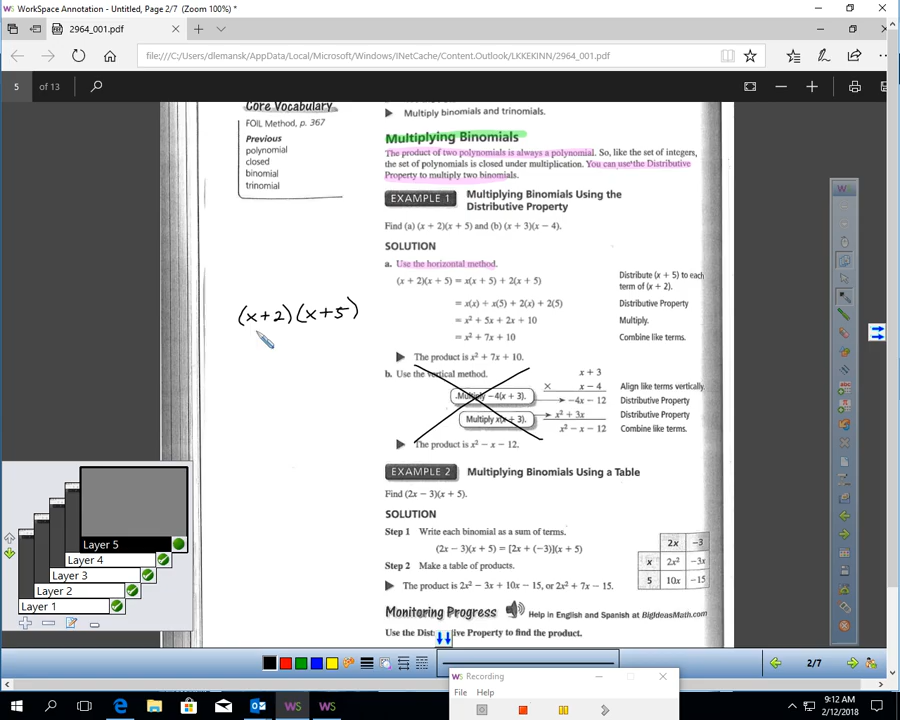 WorkSpace Annotation - Untitled, Page 2/7 (Zoom 100%) *
2964_001.pdf
file:///C:/Users/dlemansk/AppData/Local/Microsoft/Windows/INetCache/Content.Outlook/LKKEKINN/2964_001.pdf
5 of 13
Core Vocabulary
FOIL Method, p. 367
Previous
polynomial
closed
binomial
trinomial
Multiply binomials and trinomials.
Multiplying Binomials
The product of two polynomials is always a polynomial. So, like the set of integers,
the set of polynomials is closed under multiplication. You can use the Distributive
Property to multiply two binomials.
EXAMPLE 1 Multiplying Binomials Using the
Distributive Property
Find (a) (x + 2)(x + 5) and (b) (x + 3)(x − 4).
SOLUTION
a. Use the horizontal method.
(x + 2)(x + 5) = x(x + 5) + 2(x + 5) Distribute (x + 5) to each
term of (x + 2).
= x(x) + x(5) + 2(x) + 2(5) Distributive Property
= x² + 5x + 2x + 10 Multiply.
= x² + 7x + 10 Combine like terms.
The product is x² + 7x + 10.
(x+2)(x+5)
b. Use the vertical method. x + 3
× x − 4 Align like terms vertically.
Multiply −4(x + 3). −4x − 12 Distributive Property
Multiply x(x + 3). x² + 3x Distributive Property
x² − x − 12 Combine like terms.
The product is x² − x − 12.
EXAMPLE 2 Multiplying Binomials Using a Table
Find (2x − 3)(x + 5).
SOLUTION
Step 1 Write each binomial as a sum of terms.
(2x − 3)(x + 5) = [2x + (−3)](x + 5)
Step 2 Make a table of products.
2x −3
x 2x² −3x
5 10x −15
The product is 2x² − 3x + 10x − 15, or 2x² + 7x − 15.
Monitoring Progress Help in English and Spanish at BigIdeasMath.com
Use the Dist ive Property to find the product.
Layer 5
Layer 4
Layer 3
Layer 2
Layer 1
2/7
WS Recording
File Help
9:12 AM
2/12/2018